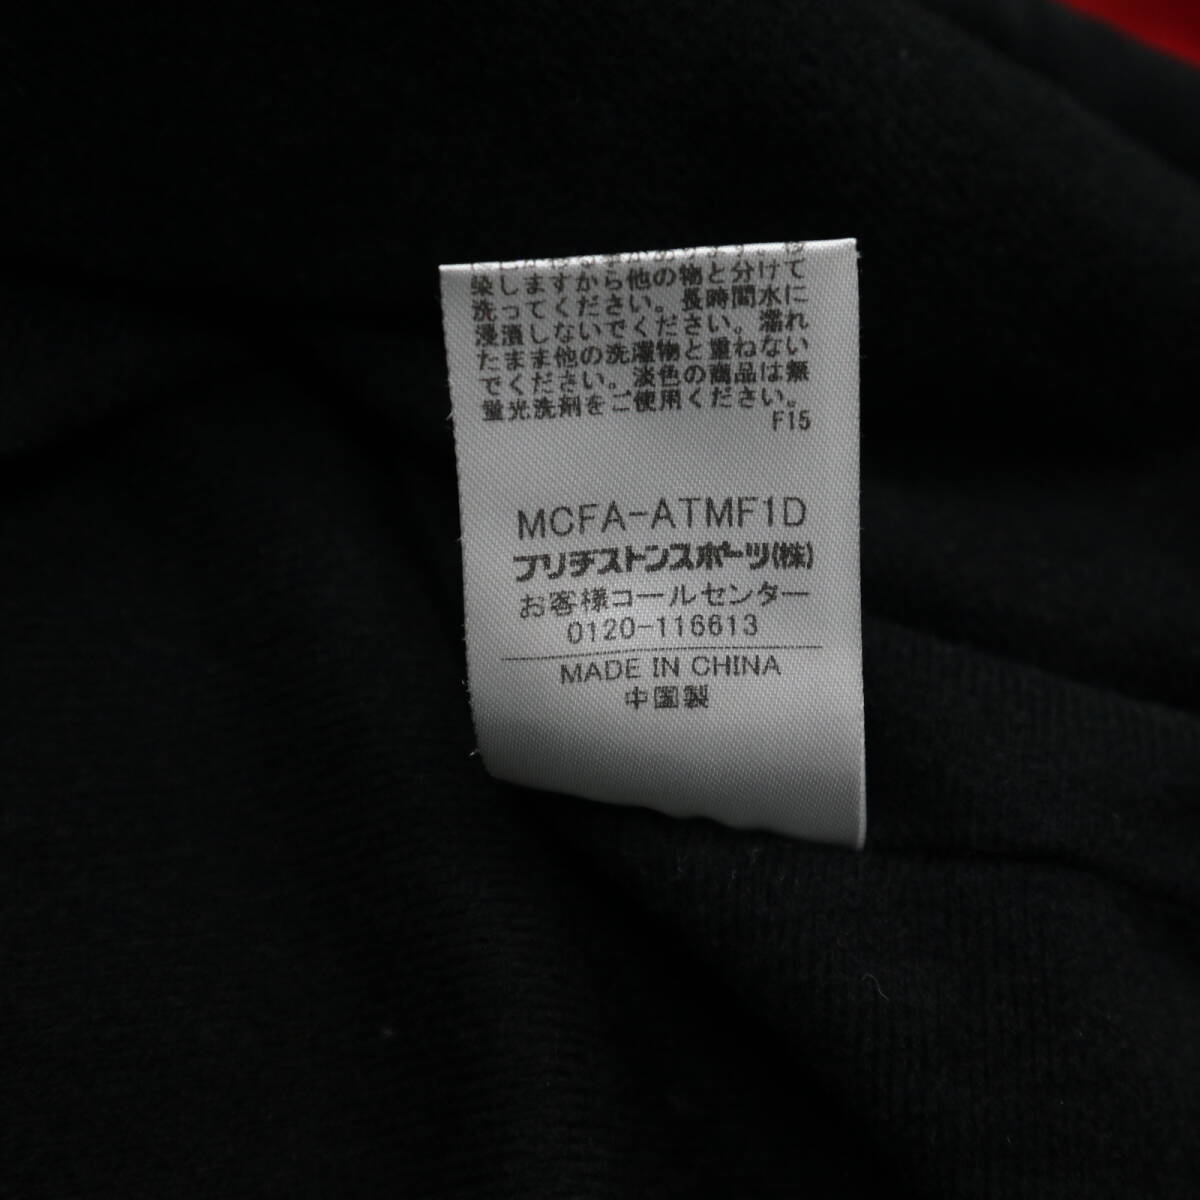 染しますから他の物と分けて
洗ってください。長時間水に
浸漬しないでください。濡れ
たまま他の洗濯物と重ねない
でください。淡色の商品は無
蛍光洗剤をご使用ください。
F15
MCFA-ATMF1D
ブリヂストンスポーツ(株)
お客様コールセンター
0120-116613
MADE IN CHINA
中国製